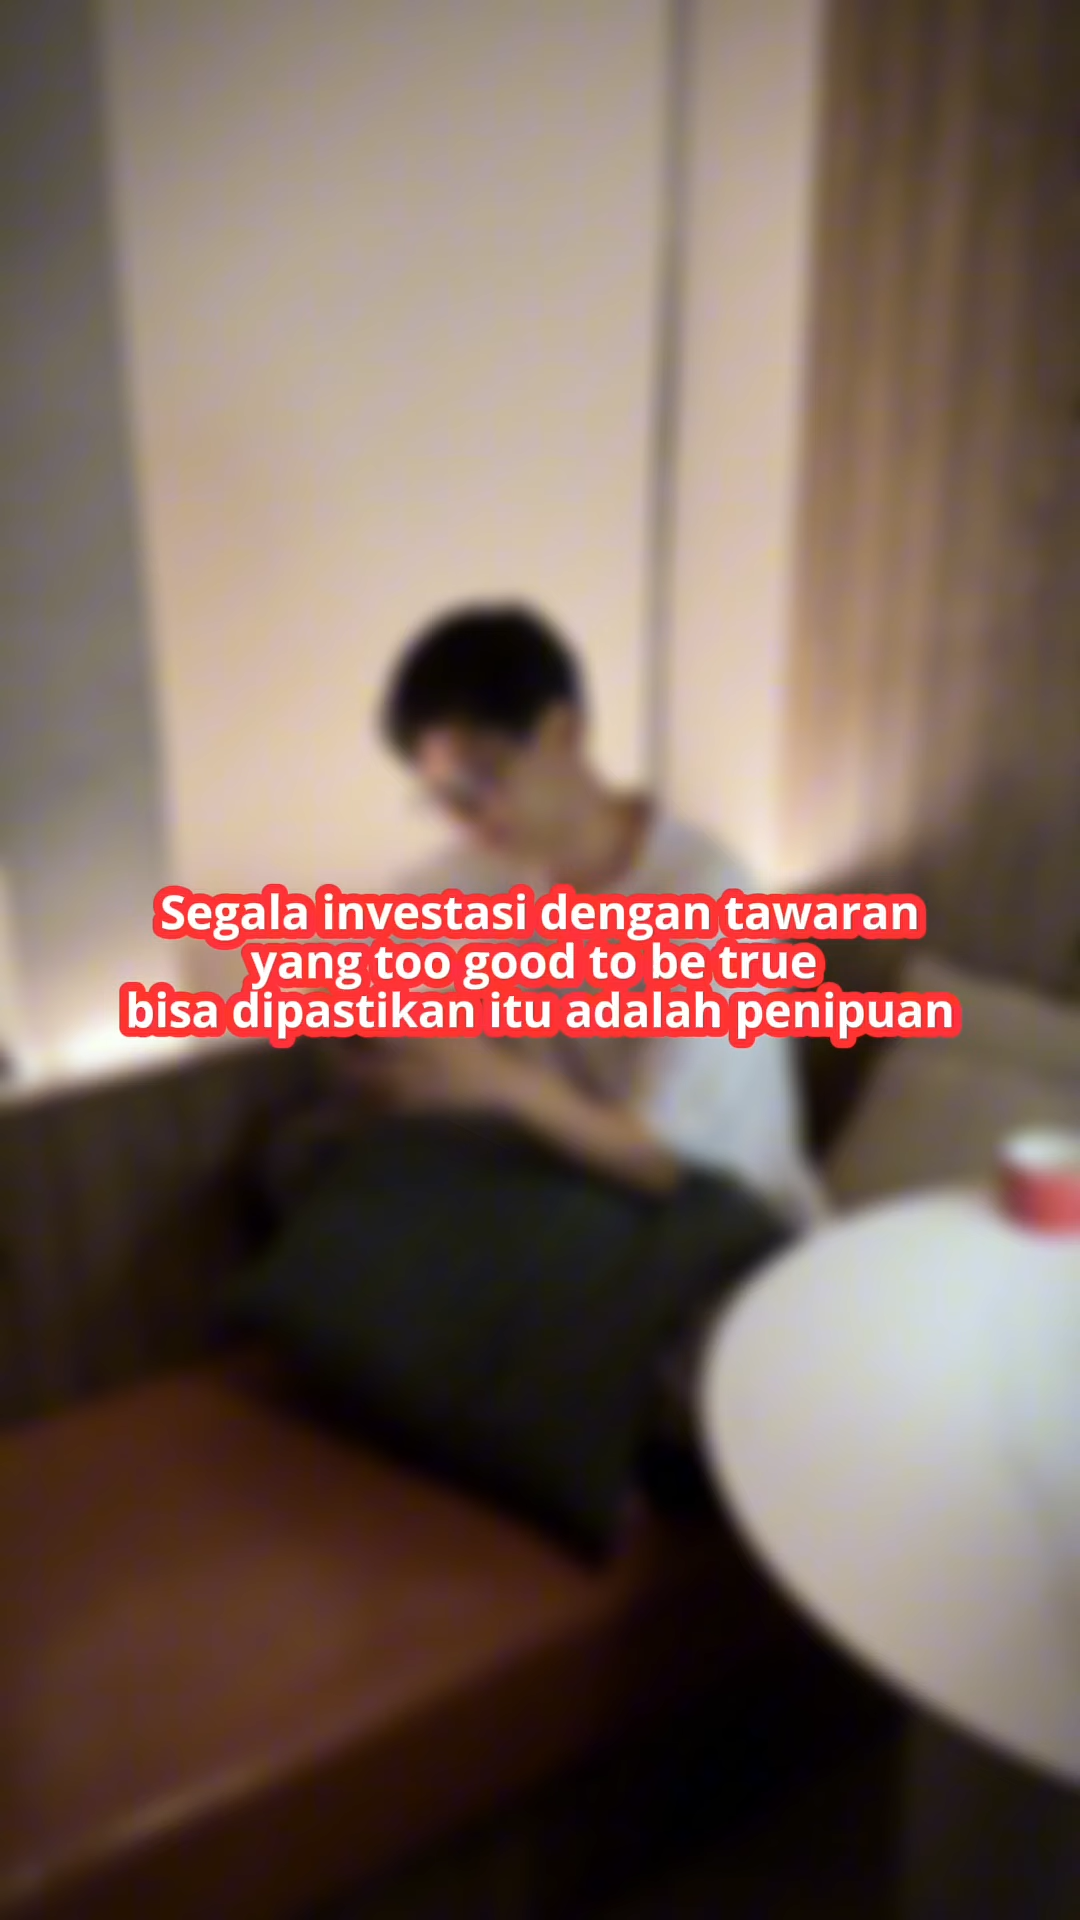 Segala investasi dengan tawaran
yang too good to be true
bisa dipastikan itu adalah penipuan